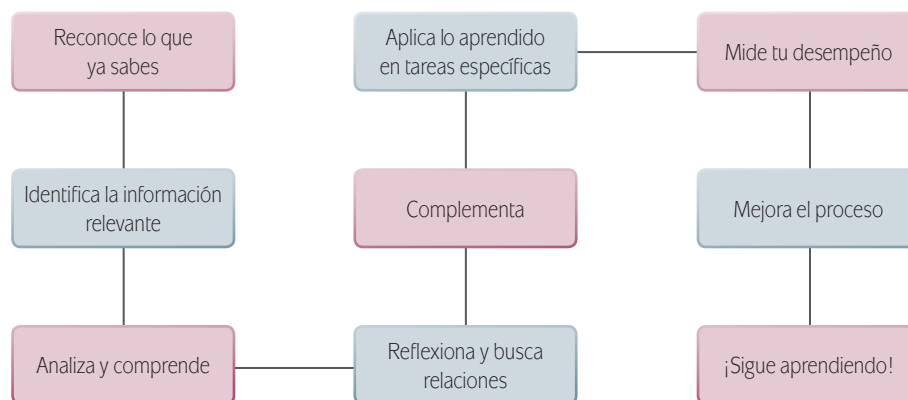 Reconoce lo que
ya sabes
Identifica la información
relevante
Analiza y comprende
Reflexiona y busca
relaciones
Complementa
Aplica lo aprendido
en tareas específicas
Mide tu desempeño
Mejora el proceso
¡Sigue aprendiendo!